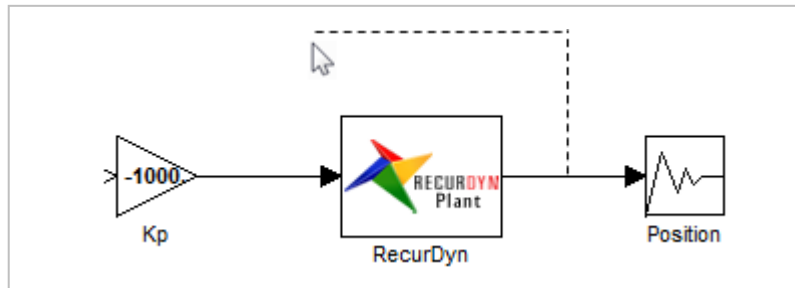 -1000
Kp
RECURDYN
Plant
RecurDyn
Position